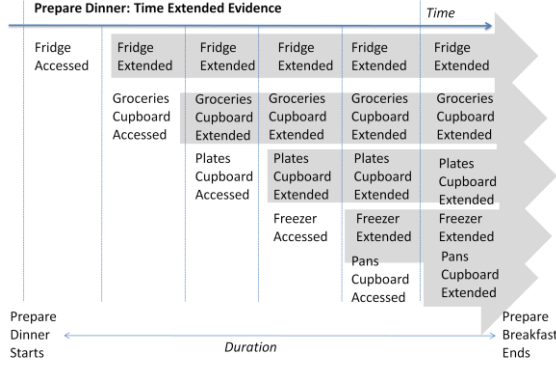 Prepare Dinner: Time Extended Evidence
Time
Fridge Fridge Fridge Fridge Fridge Fridge
Accessed Extended Extended Extended Extended Extended
Groceries Groceries Groceries Groceries Groceries
Cupboard Cupboard Cupboard Cupboard Cupboard
Accessed Extended Extended Extended Extended
Plates Plates Plates Plates
Cupboard Cupboard Cupboard Cupboard
Accessed Extended Extended Extended
Freezer Freezer Freezer
Accessed Extended Extended
Pans Pans
Cupboard Cupboard
Accessed Extended
Prepare
Dinner
Starts
Duration
Prepare
Breakfast
Ends